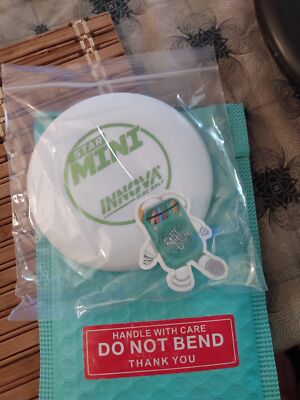 STAR
MINI
INNOVA
HANDLE WITH CARE
DO NOT BEND
THANK YOU